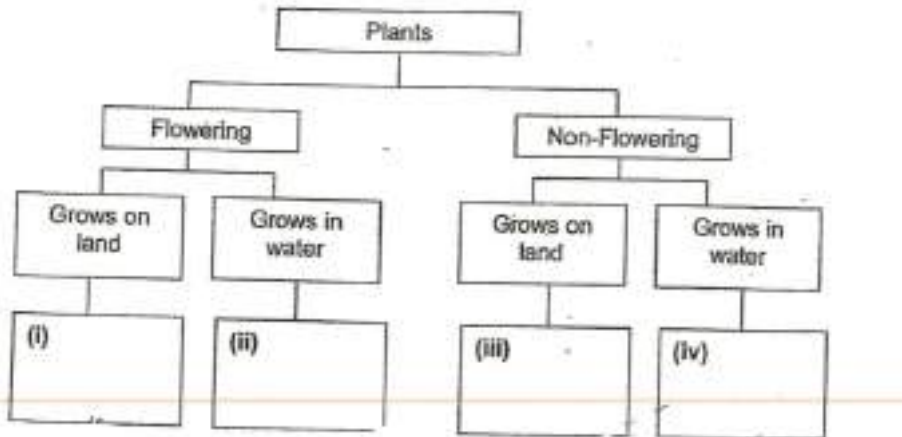 Plants
Flowering
Non-Flowering
Grows on
land
Grows in
water
Grows on
land
Grows in
water
(i)
(ii)
(iii)
(iv)